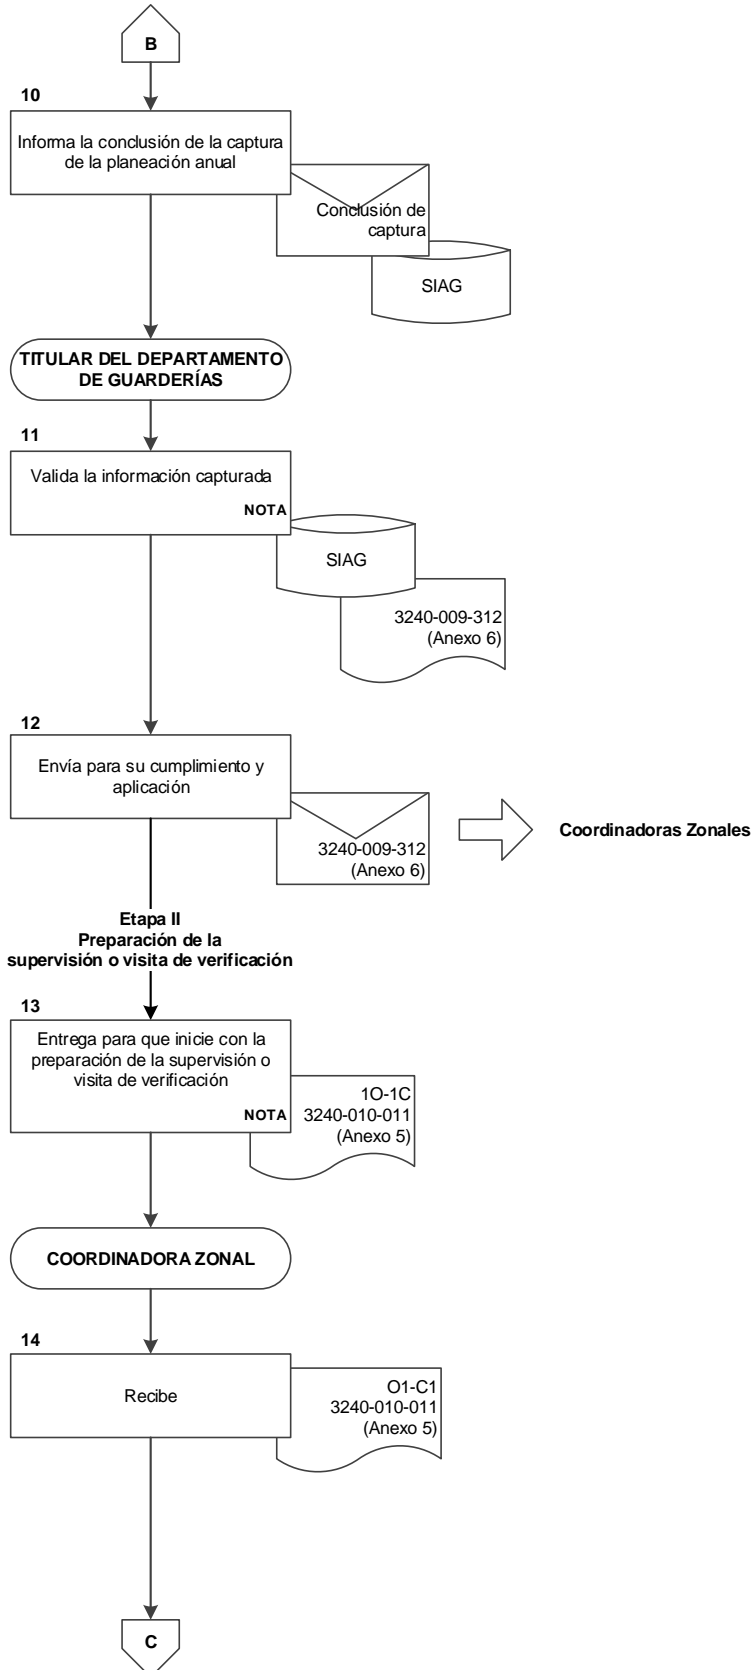 B
10
Informa la conclusión de la captura
de la planeación anual
Conclusión de
captura
SIAG
TITULAR DEL DEPARTAMENTO
DE GUARDERÍAS
11
Valida la información capturada
NOTA
SIAG
3240-009-312
(Anexo 6)
12
Envía para su cumplimiento y
aplicación
3240-009-312
(Anexo 6)
Coordinadoras Zonales
Etapa II
Preparación de la
supervisión o visita de verificación
13
Entrega para que inicie con la
preparación de la supervisión o
visita de verificación
NOTA
1O-1C
3240-010-011
(Anexo 5)
COORDINADORA ZONAL
14
Recibe
O1-C1
3240-010-011
(Anexo 5)
C